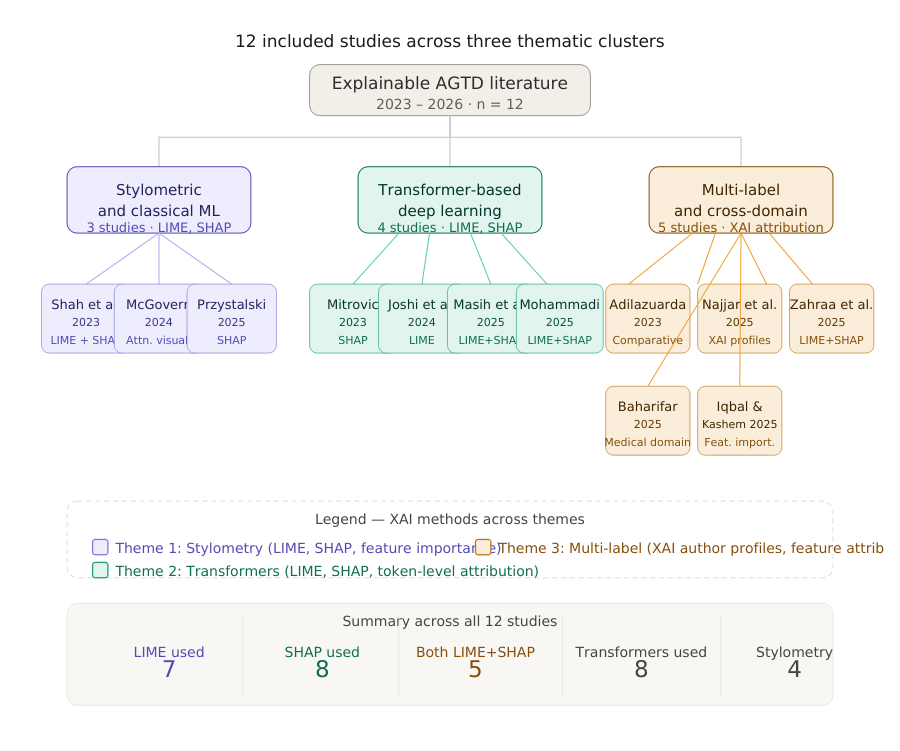 12 included studies across three thematic clusters
Explainable AGTD literature
2023 – 2026 · n = 12
Stylometric
and classical ML
3 studies · LIME, SHAP
Transformer-based
deep learning
4 studies · LIME, SHAP
Multi-label
and cross-domain
5 studies · XAI attribution
Shah et a
2023
LIME + SHA
McGovern
2024
Attn. visual
Przystalski
2025
SHAP
Mitrovic
2023
SHAP
Joshi et a
2024
LIME
Masih et a
2025
LIME+SHA
Mohammadi
2025
LIME+SHAP
Adilazuarda
2023
Comparative
Najjar et al.
2025
XAI profiles
Zahraa et al.
2025
LIME+SHAP
Baharifar
2025
Medical domain
Iqbal &
Kashem 2025
Feat. import.
Legend — XAI methods across themes
Theme 1: Stylometry (LIME, SHAP, feature importance)
Theme 3: Multi-label (XAI author profiles, feature attrib
Theme 2: Transformers (LIME, SHAP, token-level attribution)
Summary across all 12 studies
LIME used
7
SHAP used
8
Both LIME+SHAP
5
Transformers used
8
Stylometry
4